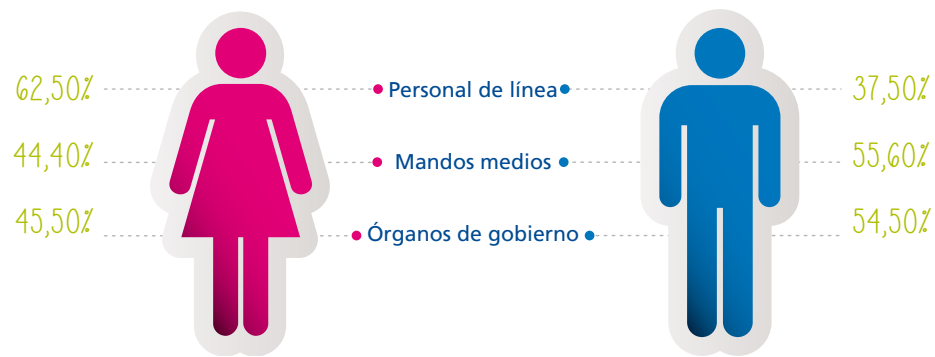 62,50% Personal de línea 37,50%
44,40% Mandos medios 55,60%
45,50% Órganos de gobierno 54,50%